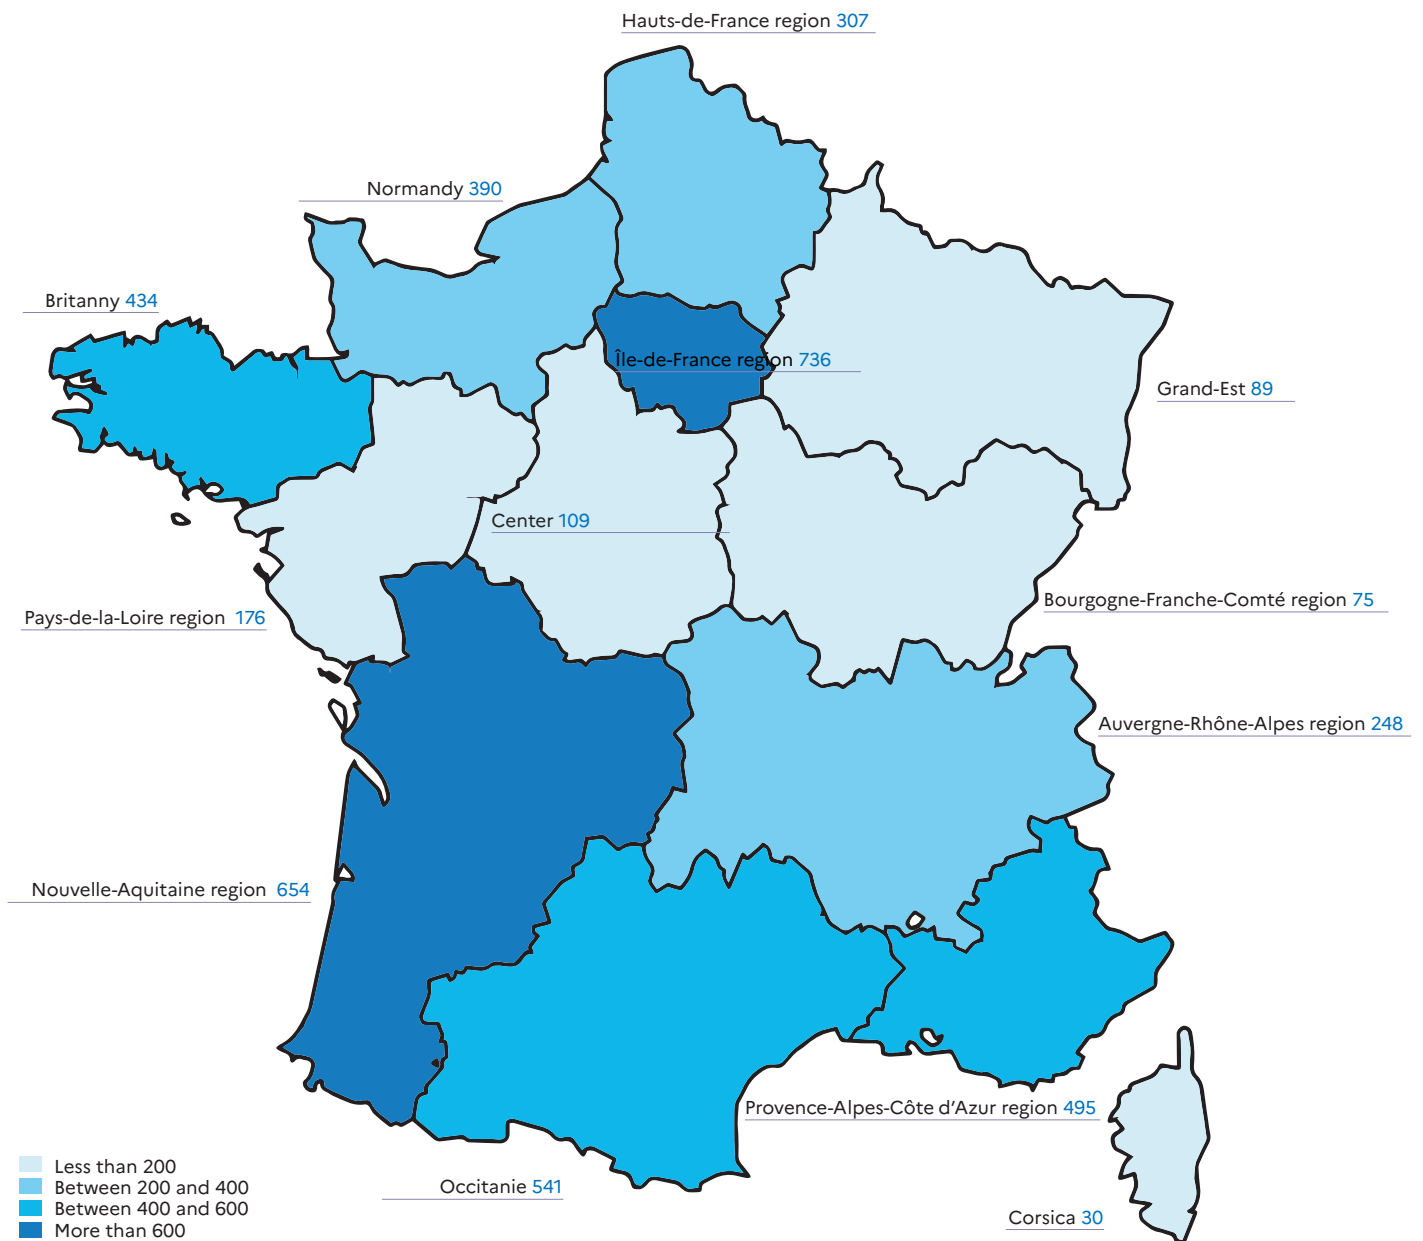 Hauts-de-France region 307
Normandy 390
Britanny 434
Île-de-France region 736
Grand-Est 89
Center 109
Bourgogne-Franche-Comté region 75
Pays-de-la-Loire region 176
Auvergne-Rhône-Alpes region 248
Nouvelle-Aquitaine region 654
Provence-Alpes-Côte d'Azur region 495
Occitanie 541
Corsica 30
Less than 200
Between 200 and 400
Between 400 and 600
More than 600